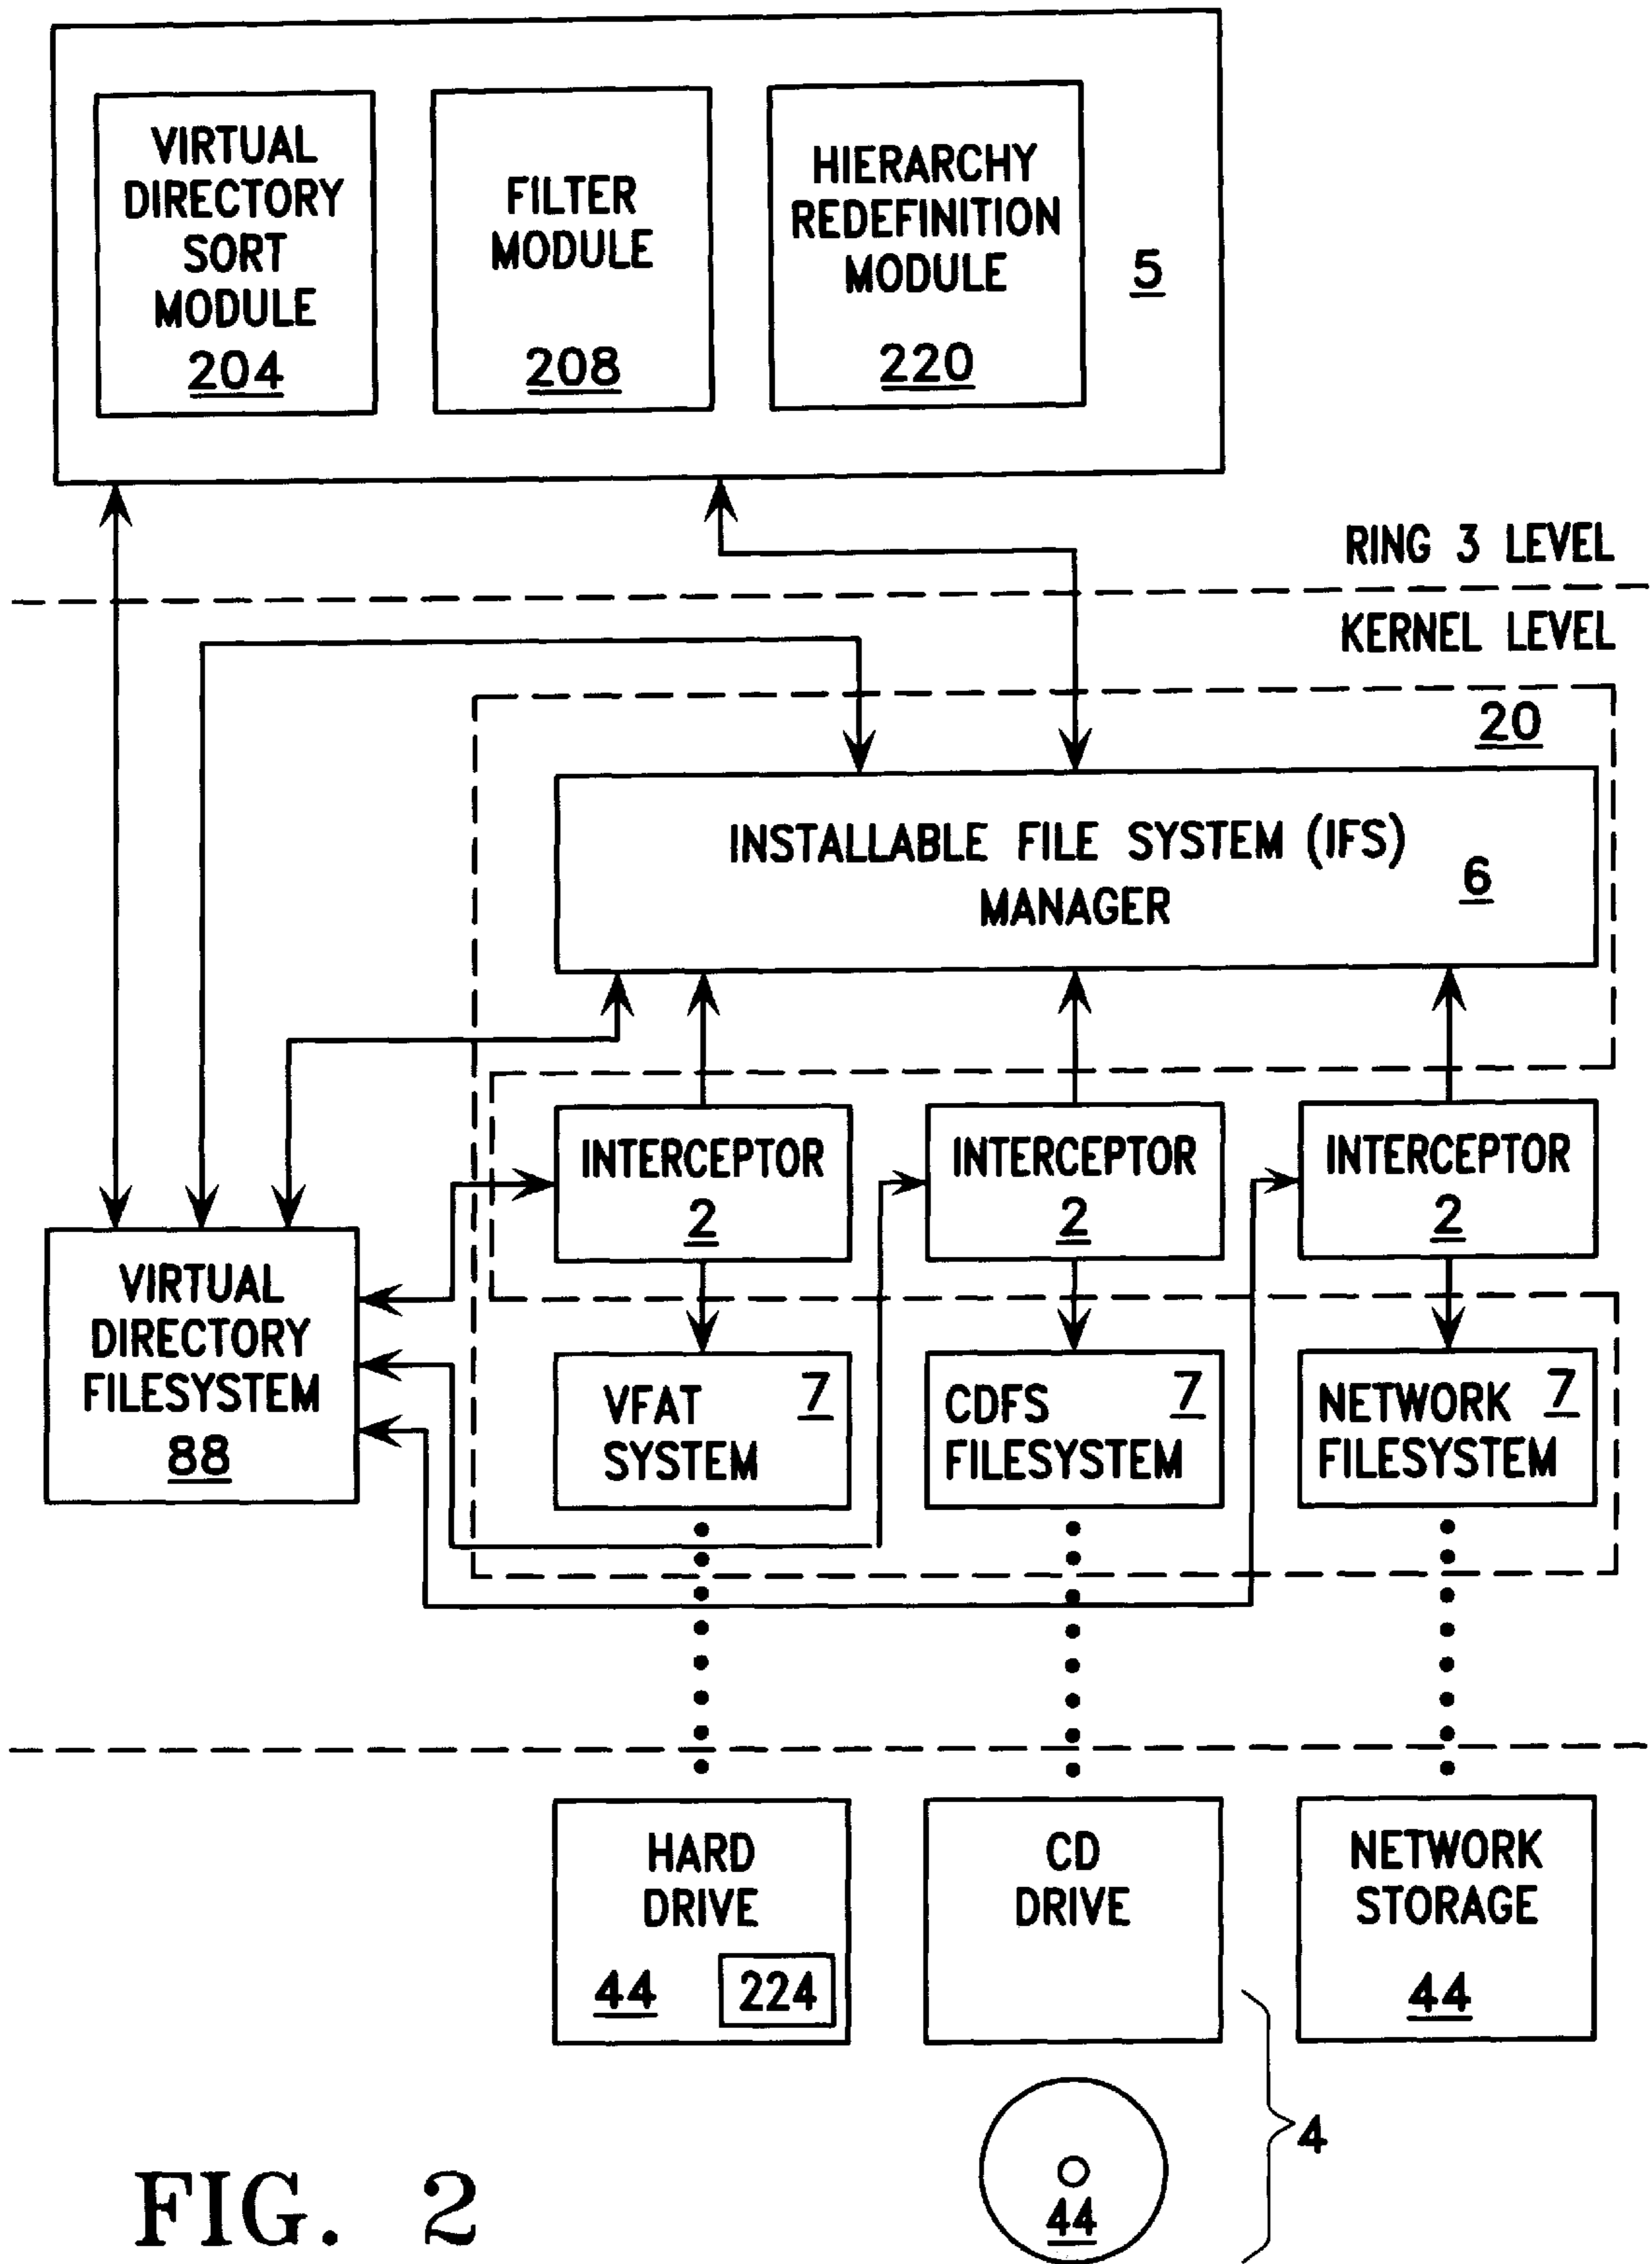 VIRTUAL
DIRECTORY
SORT
MODULE
204
FILTER
MODULE
208
HIERARCHY
REDEFINITION
MODULE
220
5
RING 3 LEVEL
KERNEL LEVEL
20
INSTALLABLE FILE SYSTEM (IFS)
MANAGER
6
INTERCEPTOR
2
INTERCEPTOR
2
INTERCEPTOR
2
VIRTUAL
DIRECTORY
FILESYSTEM
88
VFAT
SYSTEM
7
CDFS
FILESYSTEM
7
NETWORK
FILESYSTEM
7
HARD
DRIVE
44
224
CD
DRIVE
NETWORK
STORAGE
44
4
44
FIG. 2